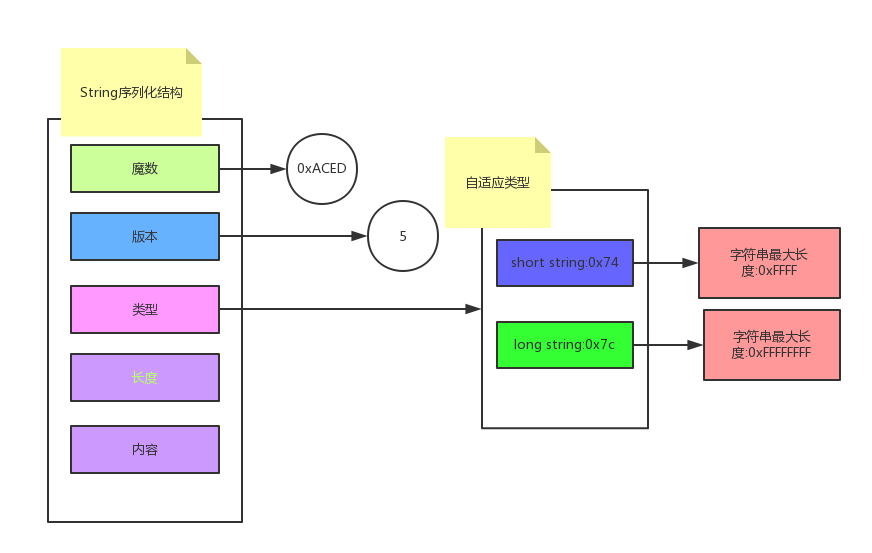 String序列化结构
魔数
0xACED
版本
5
类型
长度
内容
自适应类型
short string:0x74
字符串最大长
度:0xFFFF
long string:0x7c
字符串最大长
度:0xFFFFFFFF